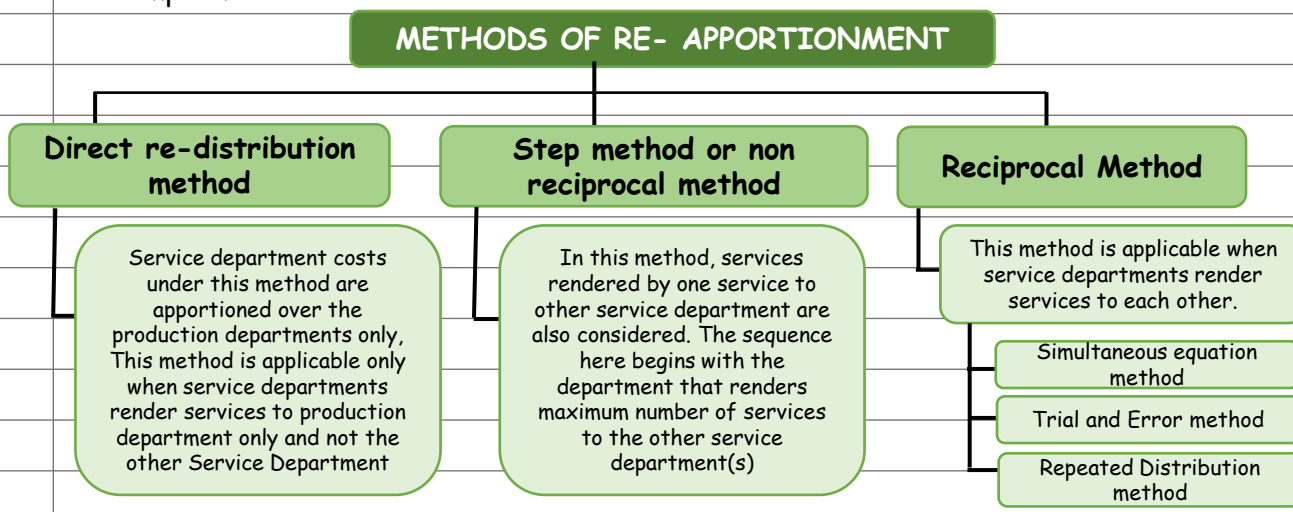 METHODS OF RE- APPORTIONMENT
Direct re-distribution
method
Service department costs
under this method are
apportioned over the
production departments only,
This method is applicable only
when service departments
render services to production
department only and not the
other Service Department
Step method or non
reciprocal method
In this method, services
rendered by one service to
other service department are
also considered. The sequence
here begins with the
department that renders
maximum number of services
to the other service
department(s)
Reciprocal Method
This method is applicable when
service departments render
services to each other.
Simultaneous equation
method
Trial and Error method
Repeated Distribution
method